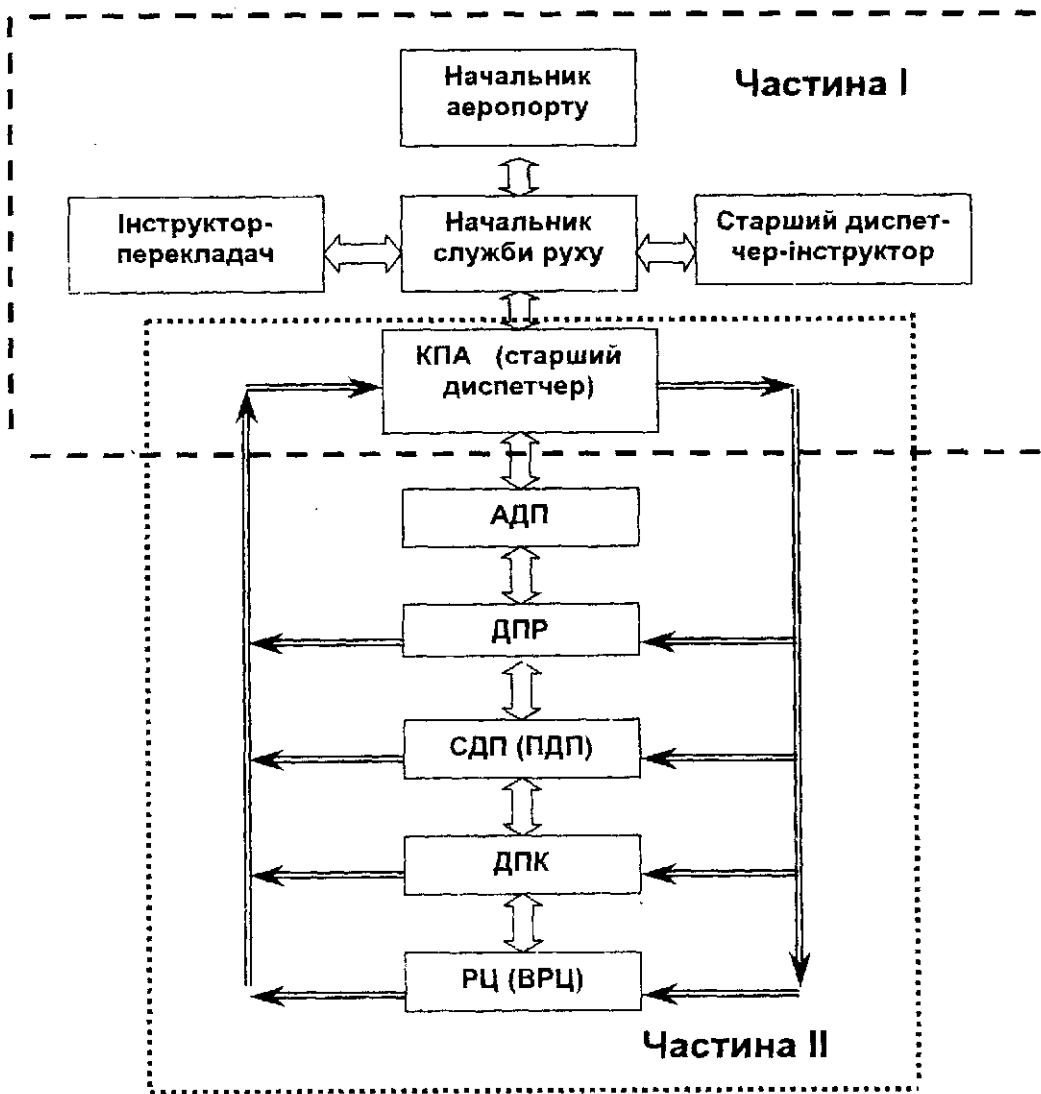 Начальник
аеропорту
Частина I
Інструктор-
перекладач
Начальник
служби руху
Старший диспет-
чер-інструктор
КПА (старший
диспетчер)
АДП
ДПР
СДП (ПДП)
ДПК
РЦ (ВРЦ)
Частина II